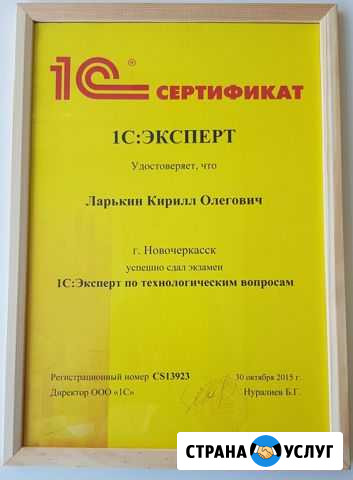 1С® СЕРТИФИКАТ
1С:ЭКСПЕРТ
Удостоверяет, что
Ларькин Кирилл Олегович
г. Новочеркасск
успешно сдал экзамен
1С:Эксперт по технологическим вопросам
Регистрационный номер CS13923 30 октября 2015 г.
Директор ООО «1С» Нуралиев Б.Г.
СТРАНА УСЛУГ